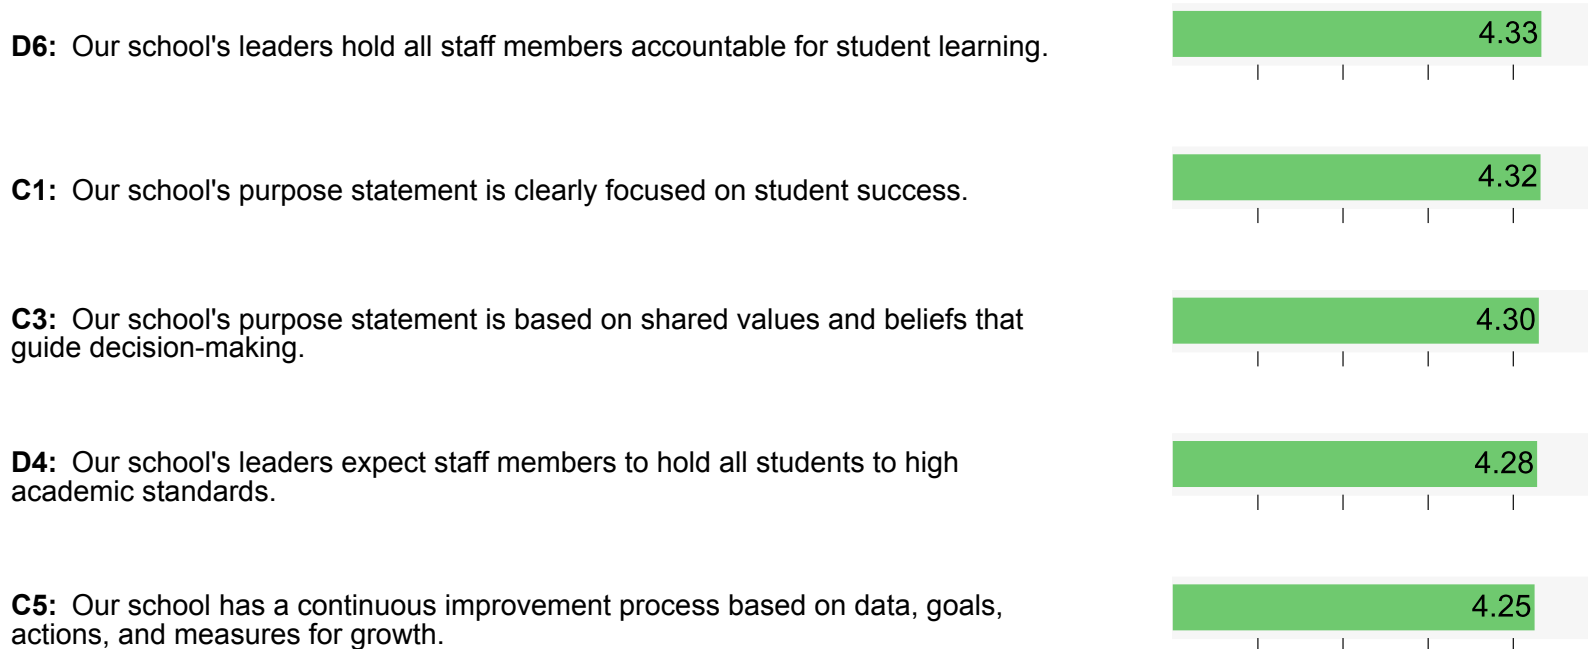 D6: Our school's leaders hold all staff members accountable for student learning.
4.33
C1: Our school's purpose statement is clearly focused on student success.
4.32
C3: Our school's purpose statement is based on shared values and beliefs that
guide decision-making.
4.30
D4: Our school's leaders expect staff members to hold all students to high
academic standards.
4.28
C5: Our school has a continuous improvement process based on data, goals,
actions, and measures for growth.
4.25